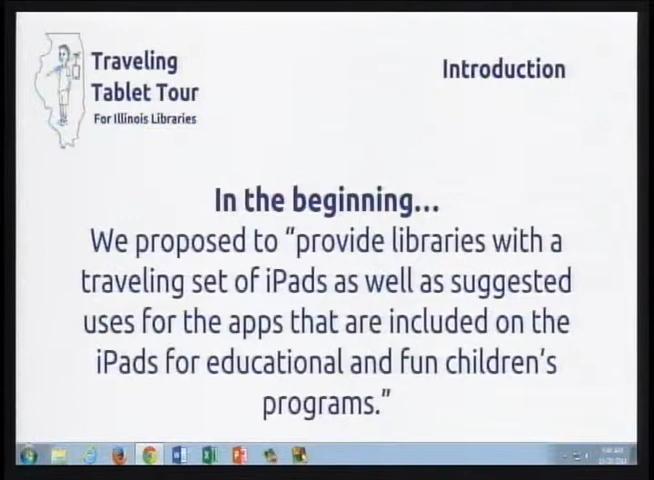 Traveling
Tablet Tour
For Illinois Libraries
Introduction
In the beginning...
We proposed to “provide libraries with a
traveling set of iPads as well as suggested
uses for the apps that are included on the
iPads for educational and fun children’s
programs.”